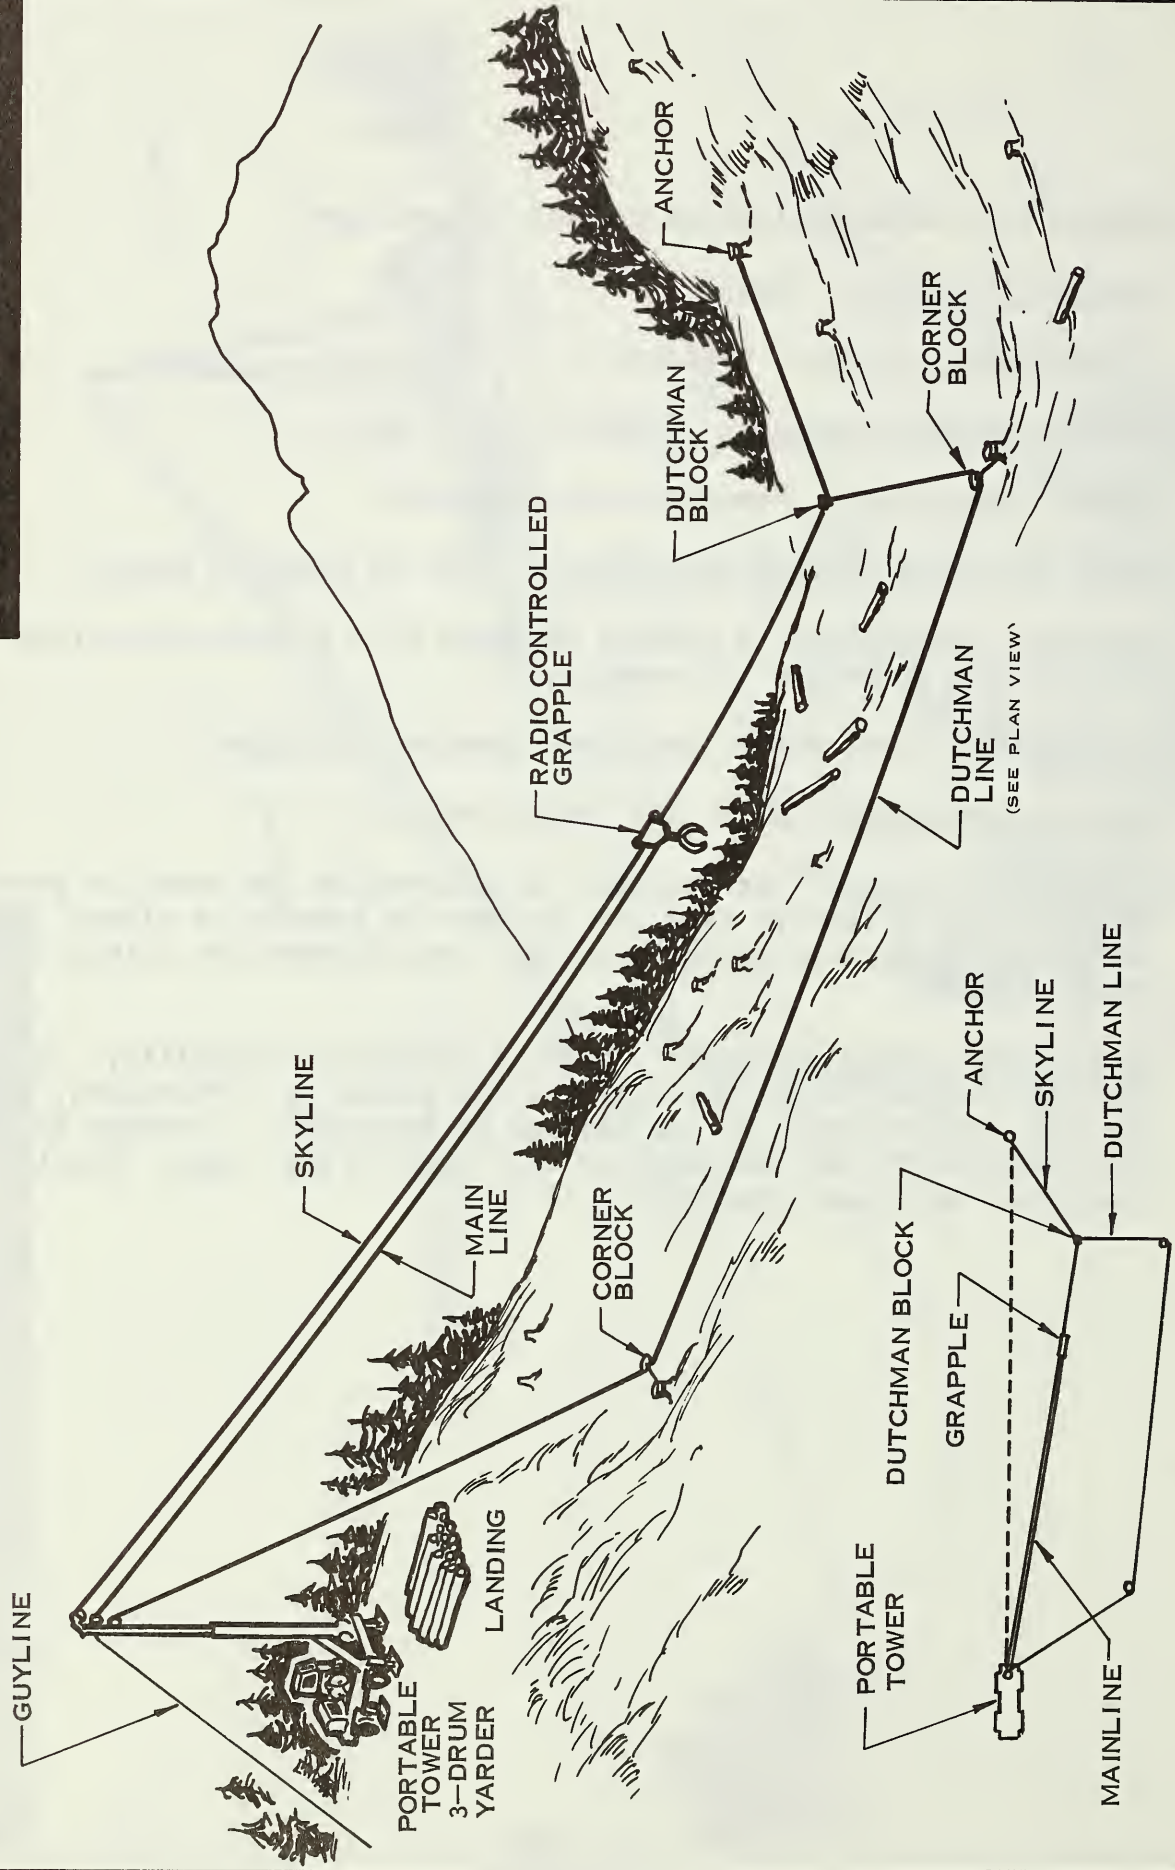 GUYLINE
SKYLINE
MAIN
LINE
RADIO CONTROLLED
GRAPPLE
DUTCHMAN
BLOCK
ANCHOR
CORNER
BLOCK
PORTABLE
TOWER
3-DRUM
YARDER
LANDING
CORNER
BLOCK
DUTCHMAN
LINE
(SEE PLAN VIEW)
PORTABLE
TOWER
MAINLINE
DUTCHMAN BLOCK
GRAPPLE
ANCHOR
SKYLINE
DUTCHMAN LINE